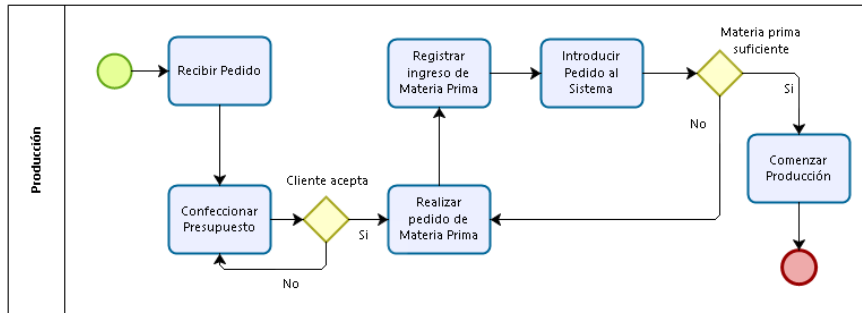 Producción
Recibir Pedido
Confeccionar
Presupuesto
Cliente acepta
Si
No
Realizar
pedido de
Materia Prima
Registrar
ingreso de
Materia Prima
Introducir
Pedido al
Sistema
Materia prima
suficiente
Si
No
Comenzar
Producción